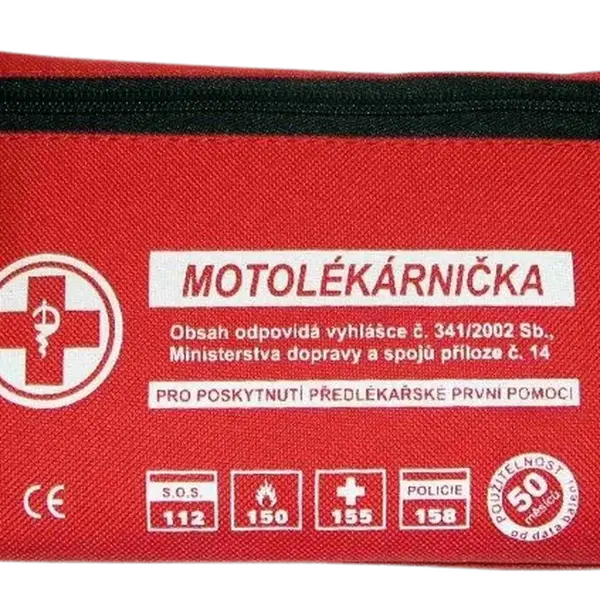 MOTOLÉKÁRNIČKA
Obsah odpovídá vyhlášce č. 341/2002 Sb.,
Ministerstva dopravy a spojů příloze č. 14
PRO POSKYTNUTÍ PŘEDLÉKAŘSKÉ PRVNÍ POMOCI
CE
S.O.S.
112
150
155
POLICIE
158
POUŽITELNOST
50
měsíců
od data balení